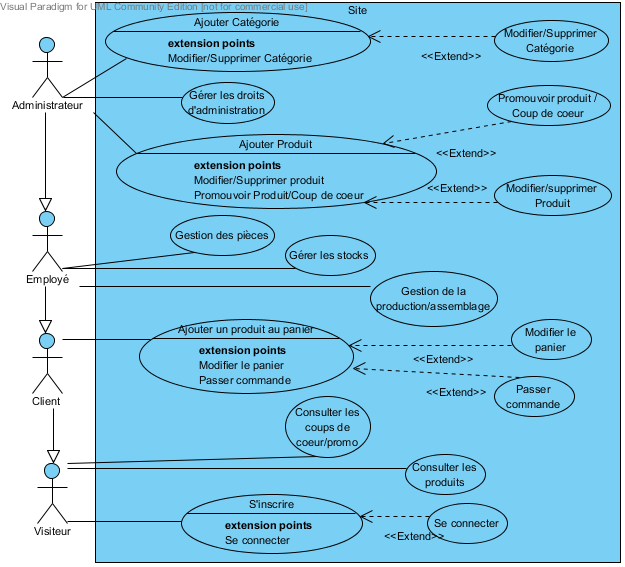 Visual Paradigm for UML Community Edition [not for commercial use]
Site
Ajouter Catégorie
extension points
Modifier/Supprimer Catégorie
<<Extend>>
Modifier/Supprimer
Catégorie
Administrateur
Gérer les droits
d'administration
Promouvoir produit /
Coup de coeur
Ajouter Produit
extension points
Modifier/Supprimer produit
Promouvoir Produit/Coup de coeur
<<Extend>>
<<Extend>>
Modifier/supprimer
Produit
Gestion des pièces
Gérer les stocks
Employé
Gestion de la
production/assemblage
Ajouter un produit au panier
extension points
Modifier le panier
Passer commande
Modifier le
panier
<<Extend>>
<<Extend>>
Passer
commande
Client
Consulter les
coups de
coeur/promo
Consulter les
produits
S'inscrire
extension points
Se connecter
Se connecter
<<Extend>>
Visiteur